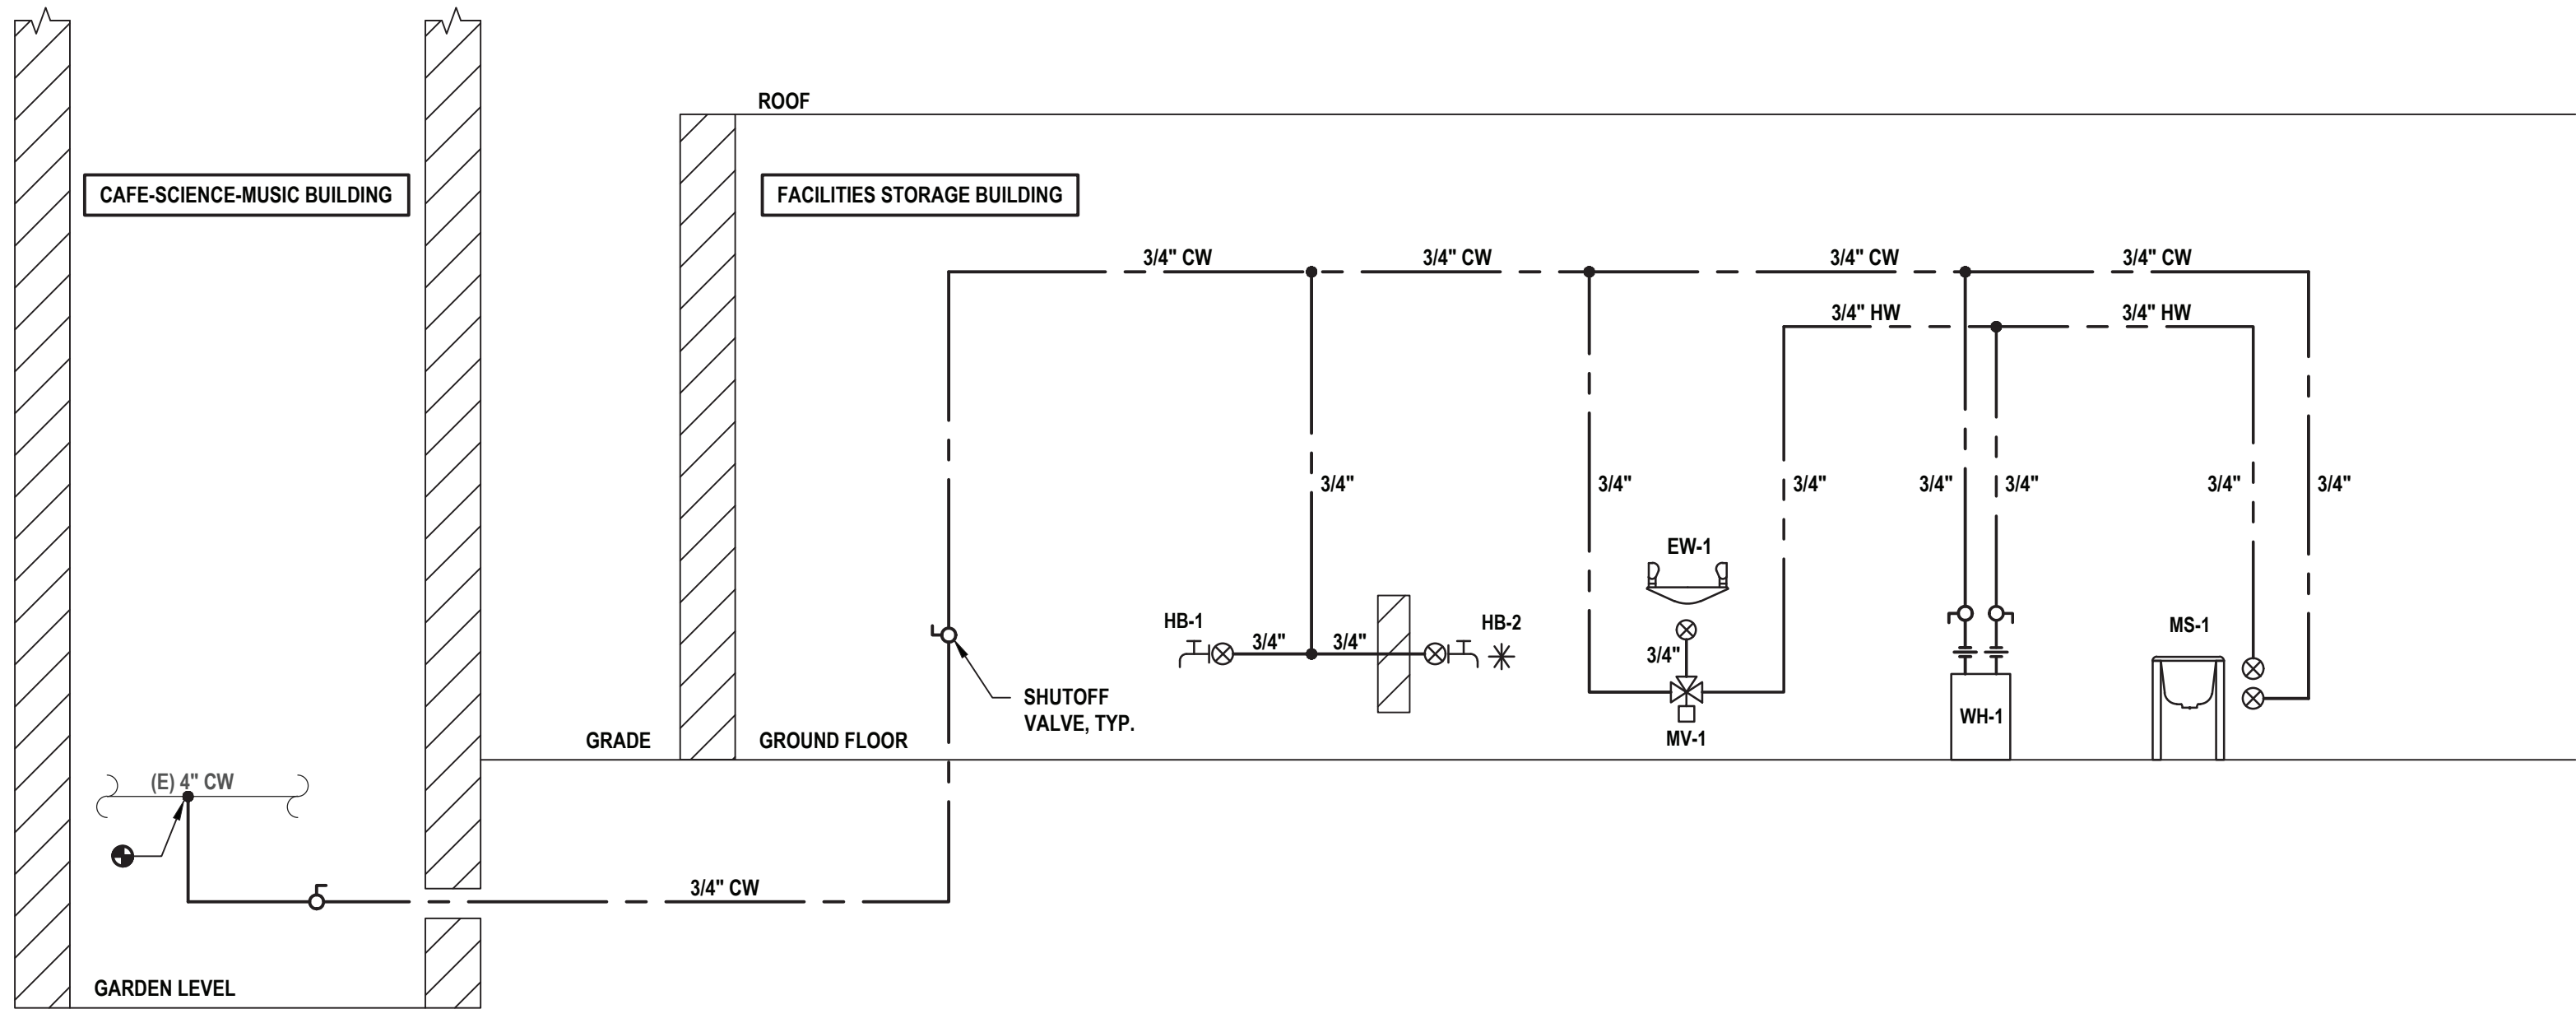 ROOF
CAFE-SCIENCE-MUSIC BUILDING
FACILITIES STORAGE BUILDING
3/4" CW
3/4" CW
3/4" CW
3/4" CW
3/4" HW
3/4" HW
3/4"
3/4"
3/4"
3/4"
3/4"
3/4"
3/4"
EW-1
HB-1
3/4"
3/4"
HB-2
3/4"
MS-1
SHUTOFF
VALVE, TYP.
WH-1
GRADE
GROUND FLOOR
MV-1
(E) 4" CW
3/4" CW
GARDEN LEVEL